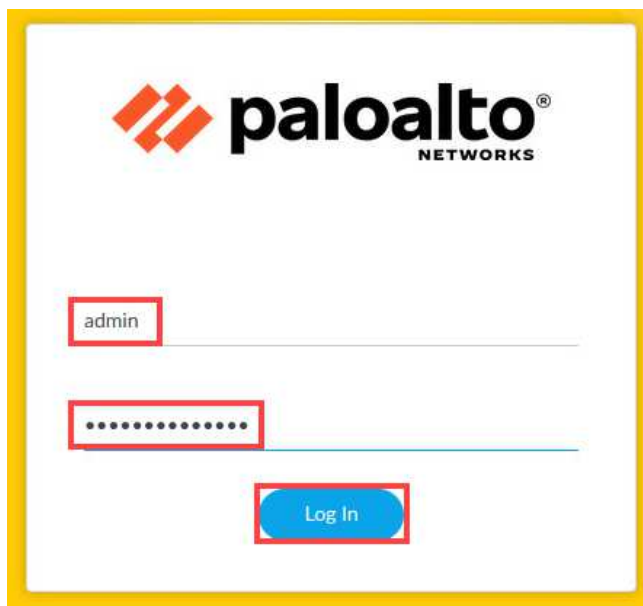 paloalto®
NETWORKS
admin
••••••••••••••
Log In